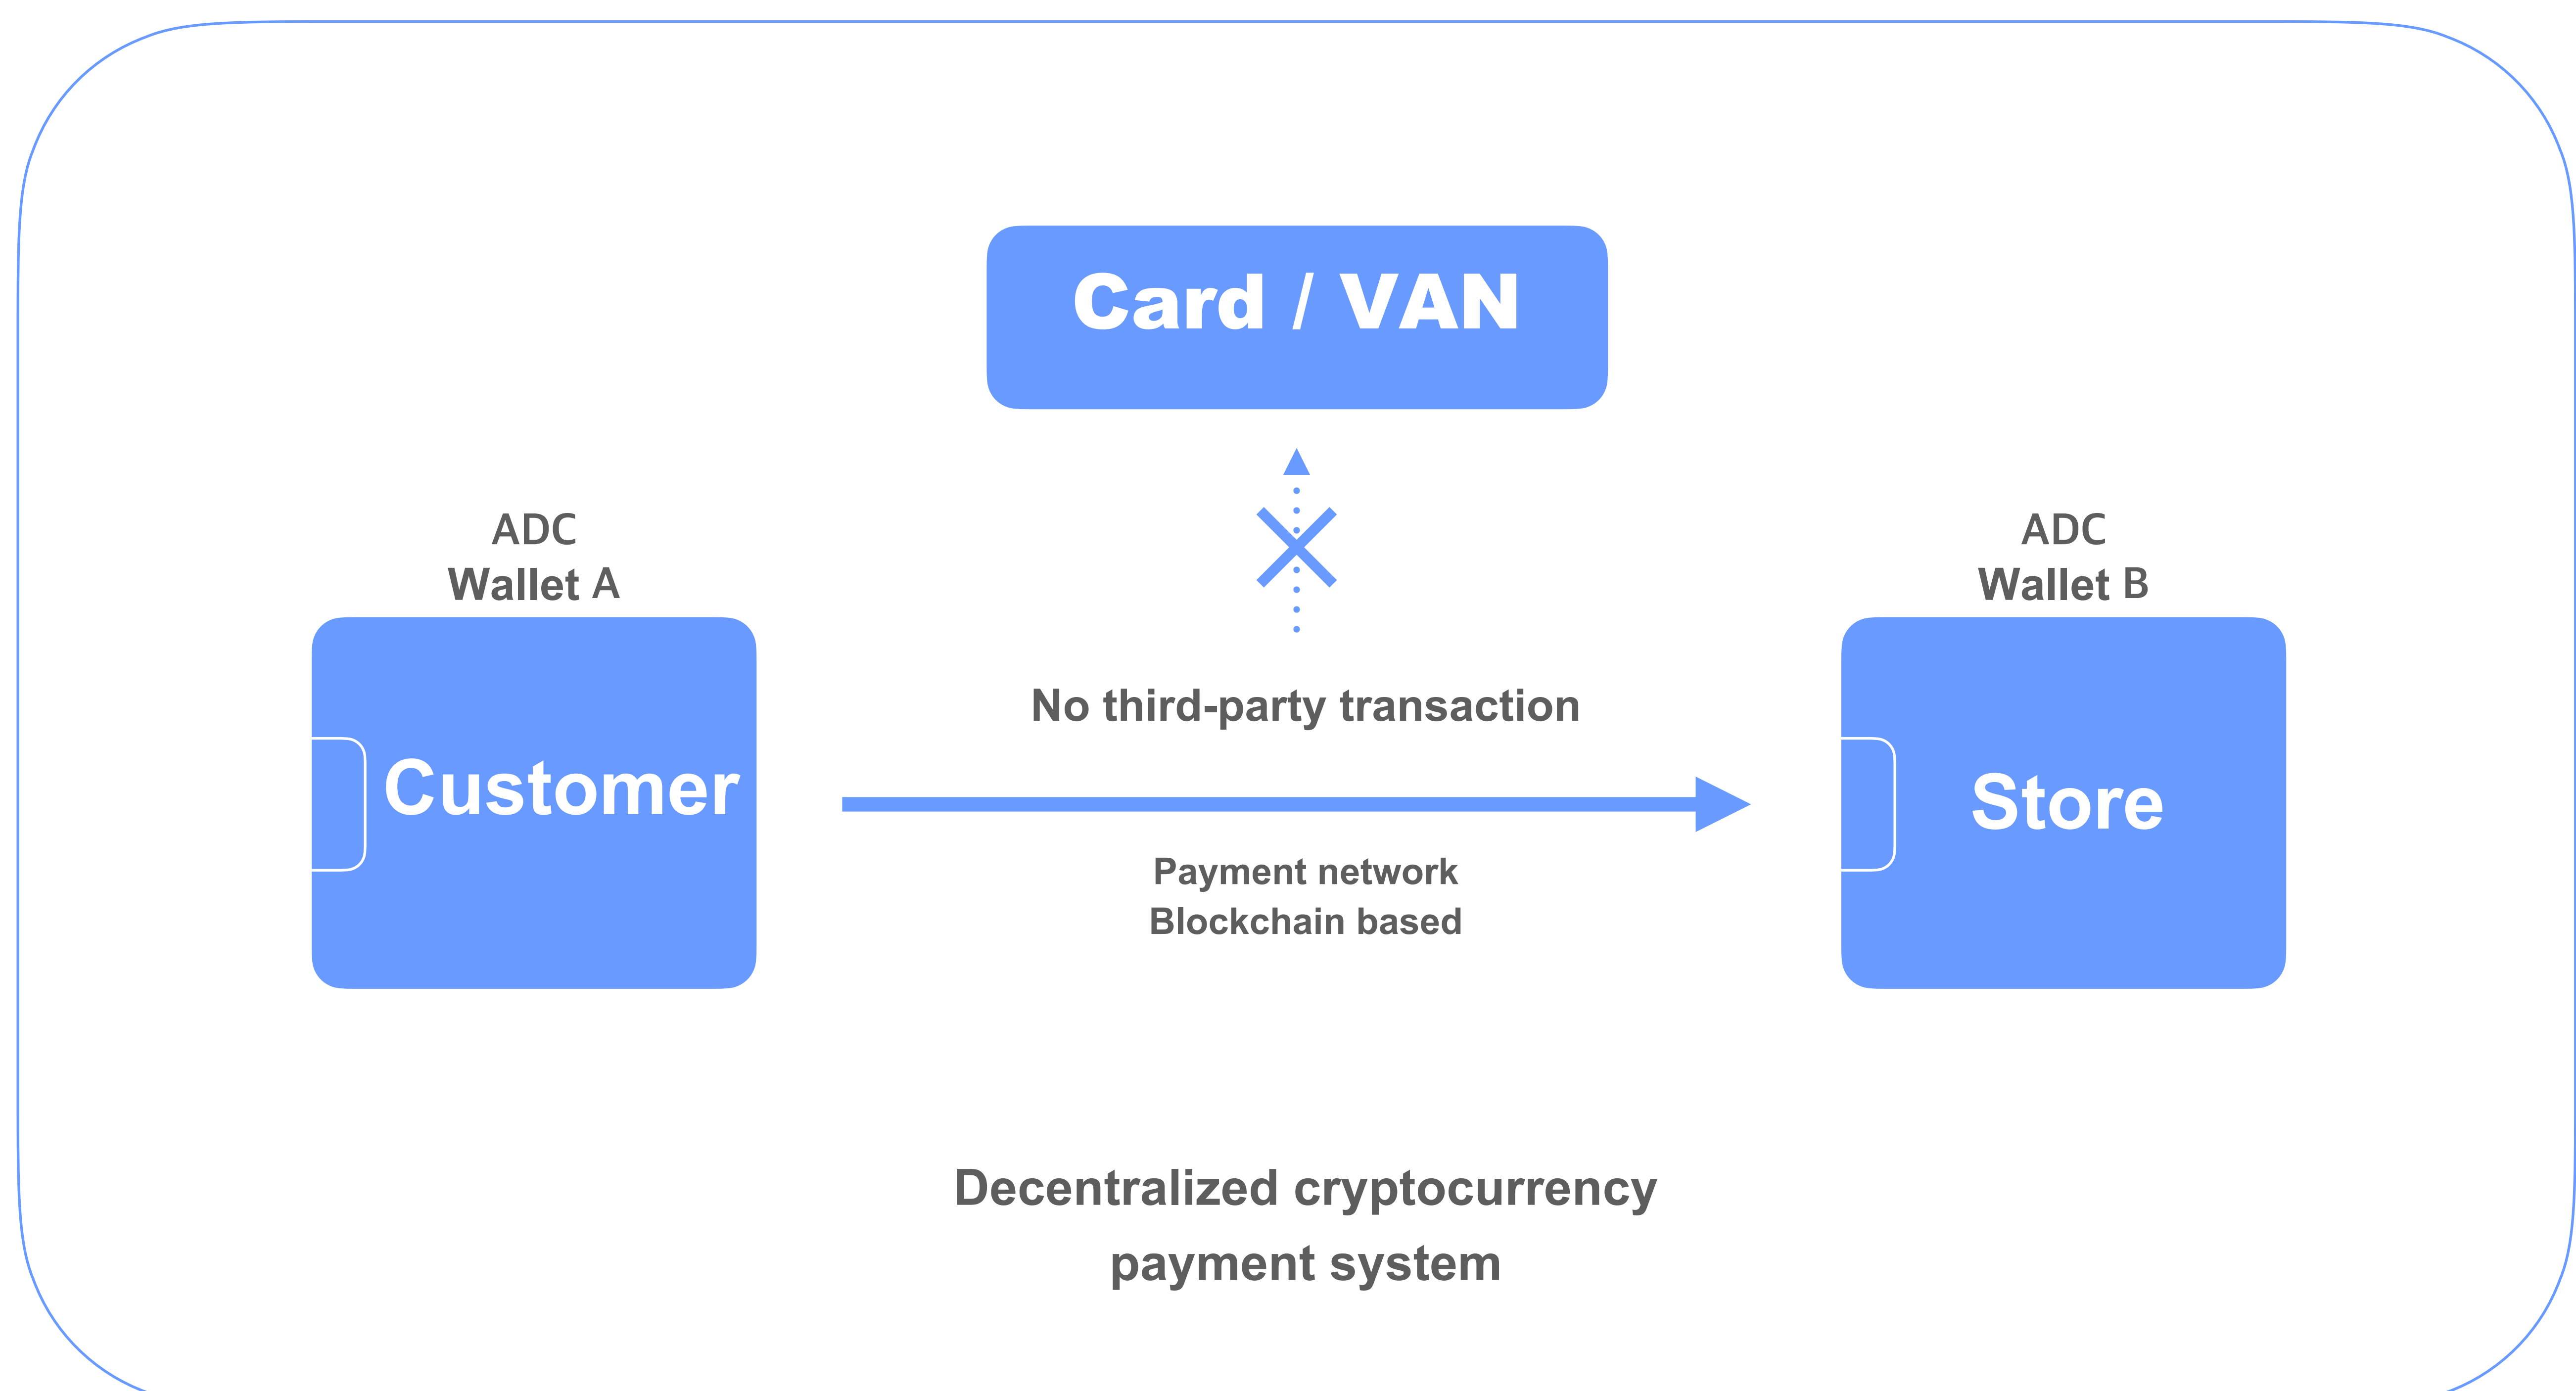 Card / VAN
ADC
Wallet A
ADC
Wallet B
No third-party transaction
Customer
Store
Payment network
Blockchain based
Decentralized cryptocurrency
payment system